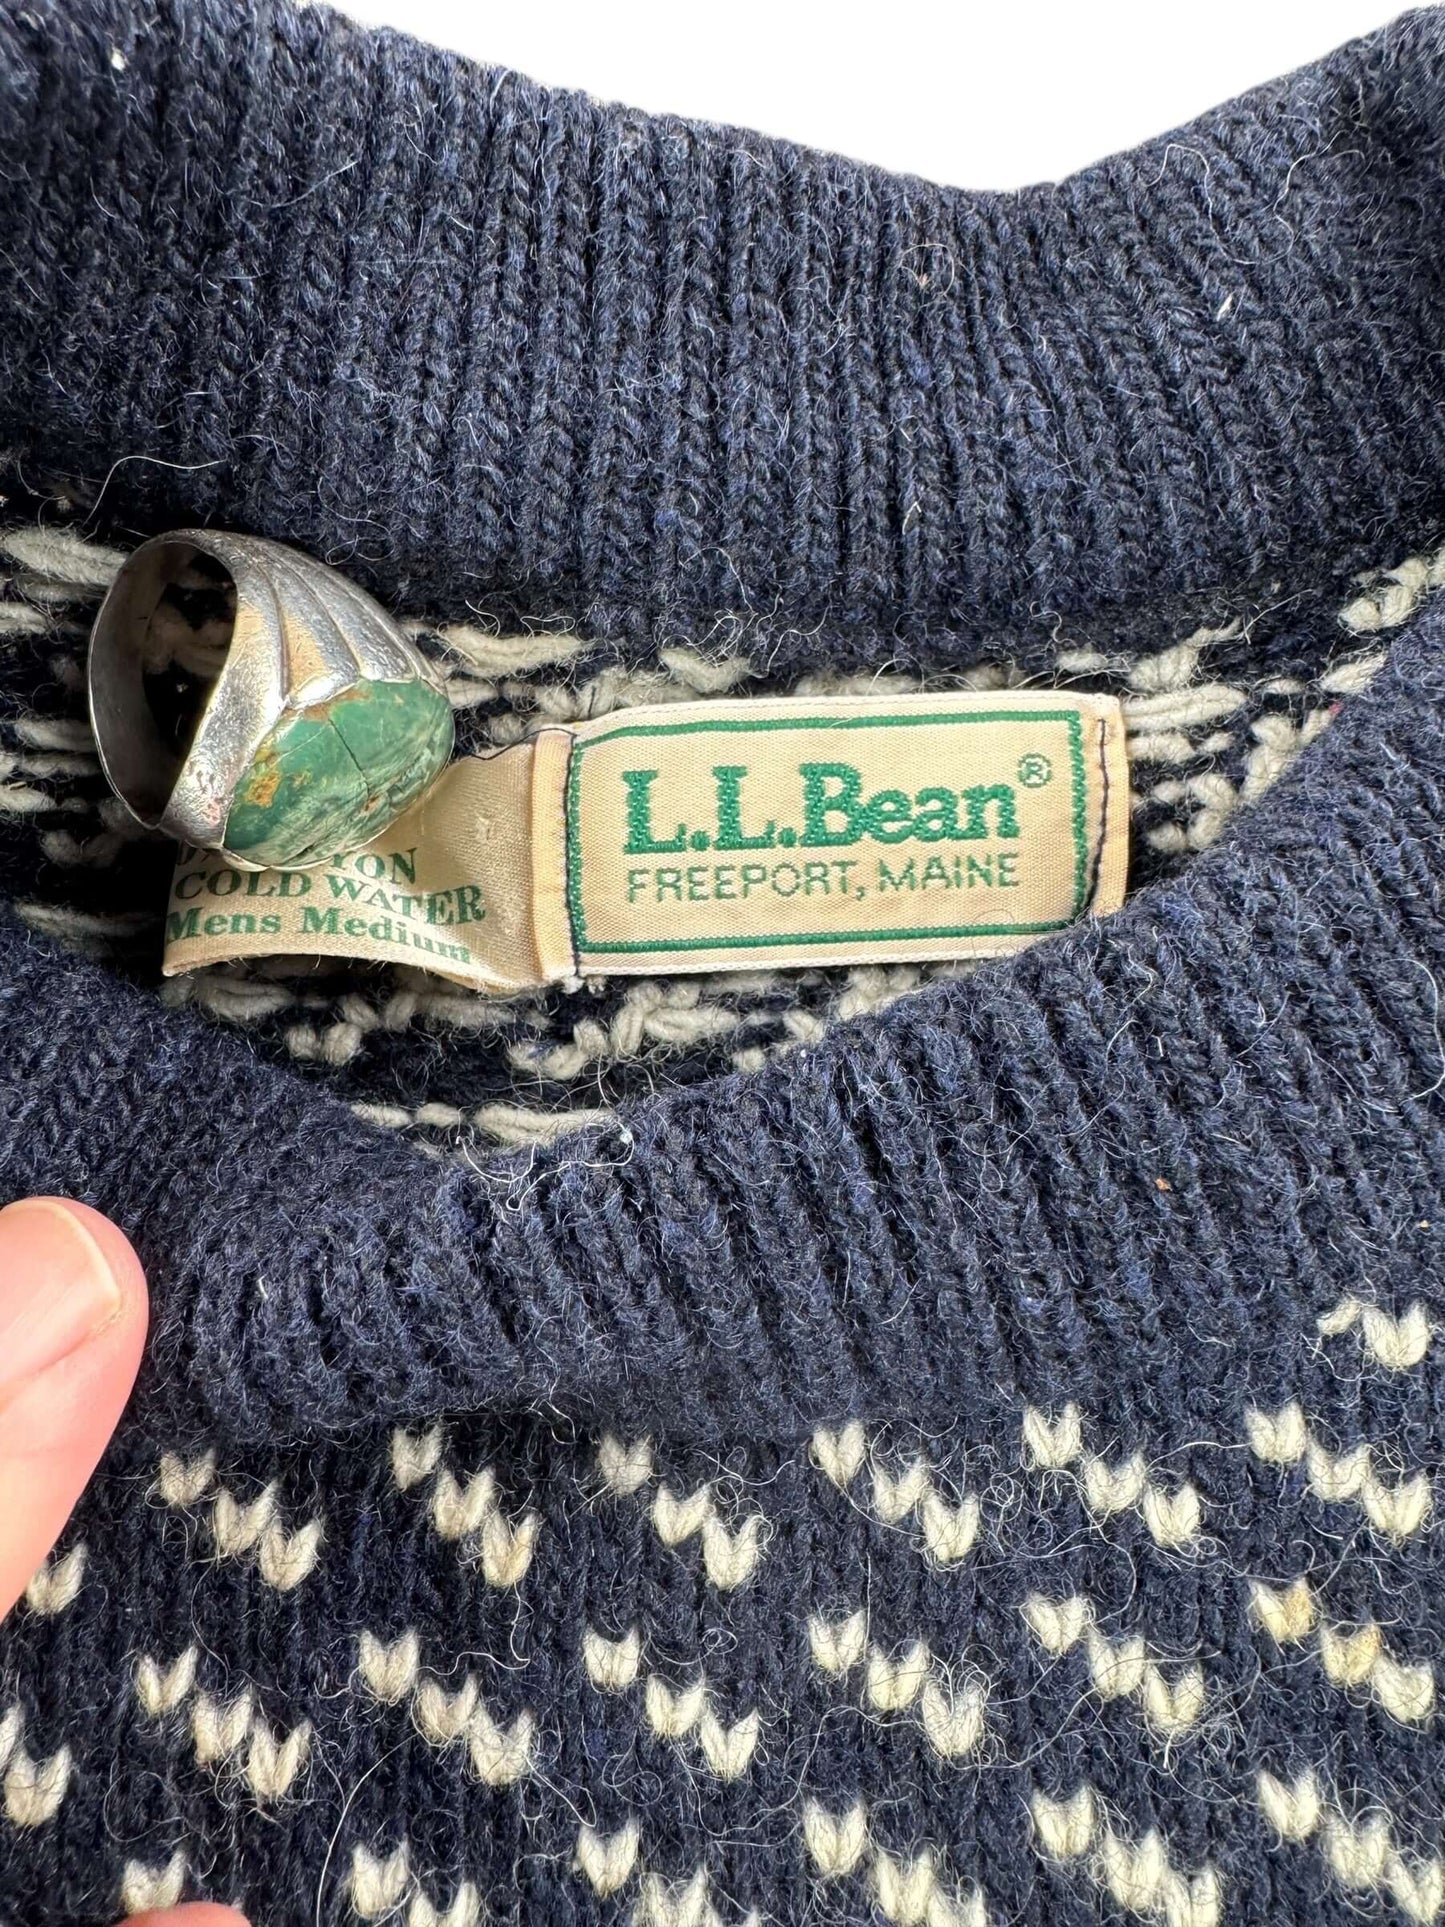 L.L.Bean®
FREEPORT, MAINE
COLD WATER
Mens Medium